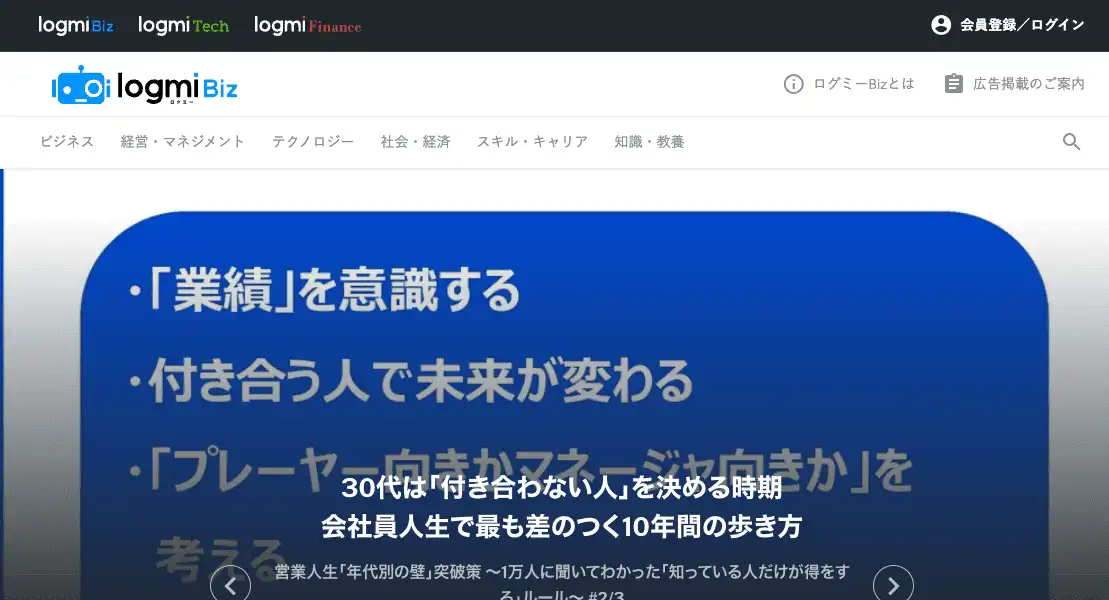 logmi Biz logmi Tech logmi Finance 会員登録／ログイン
logmi Biz ログミーBizとは 広告掲載のご案内
ログミー
ビジネス 経営・マネジメント テクノロジー 社会・経済 スキル・キャリア 知識・教養
・「業績」を意識する
・付き合う人で未来が変わる
・「プレーヤー向きかマネージャ向きか」を
考える
30代は「付き合わない人」を決める時期
会社員人生で最も差のつく10年間の歩き方
営業人生「年代別の壁」突破策 ～1万人に聞いてわかった「知っている人だけが得をす
る」ルール～ #2/3